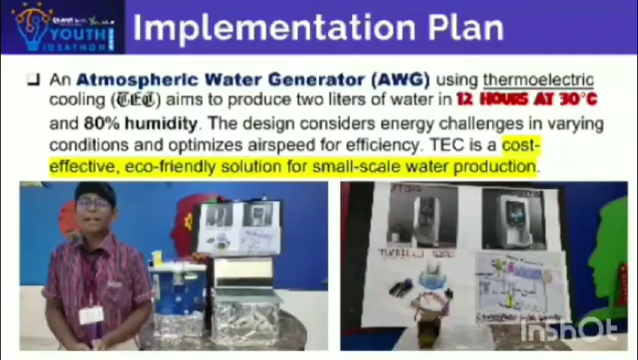 YOUTH
IDEATHON
Implementation Plan
An Atmospheric Water Generator (AWG) using thermoelectric
cooling (TEC) aims to produce two liters of water in 12 HOURS AT 30°C
and 80% humidity. The design considers energy challenges in varying
conditions and optimizes airspeed for efficiency. TEC is a cost-
effective, eco-friendly solution for small-scale water production.
InShOt